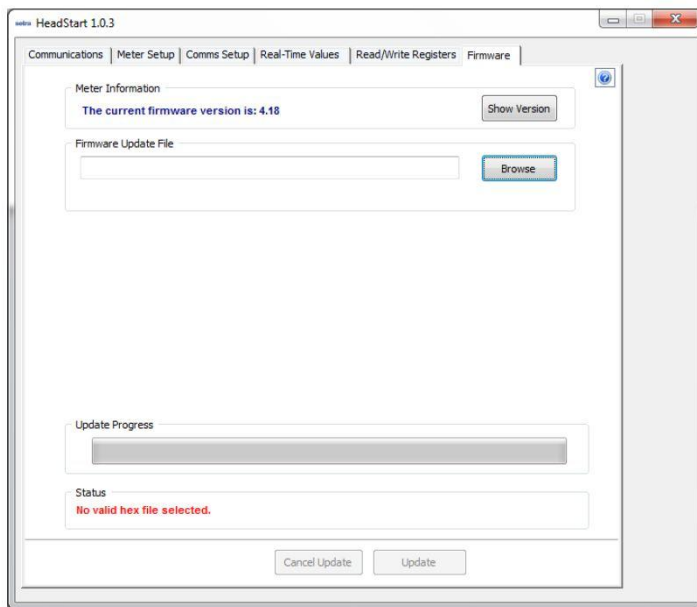 setra HeadStart 1.0.3
Communications Meter Setup Comms Setup Real-Time Values Read/Write Registers Firmware
Meter Information
The current firmware version is: 4.18
Show Version
Firmware Update File
Browse
Update Progress
Status
No valid hex file selected.
Cancel Update Update